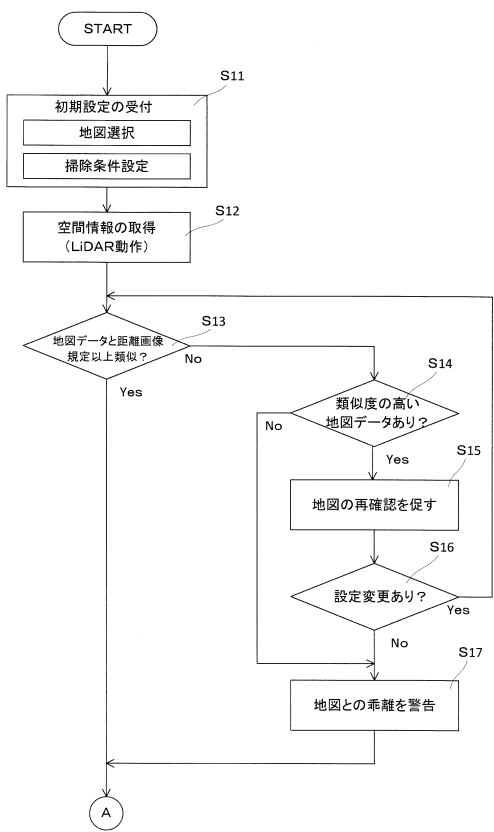 START
S11
初期設定の受付
地図選択
掃除条件設定
S12
空間情報の取得
（LiDAR動作）
S13
地図データと距離画像
規定以上類似？
No
Yes
S14
類似度の高い
地図データあり？
No
Yes
S15
地図の再確認を促す
S16
設定変更あり？
Yes
No
S17
地図との乖離を警告
A